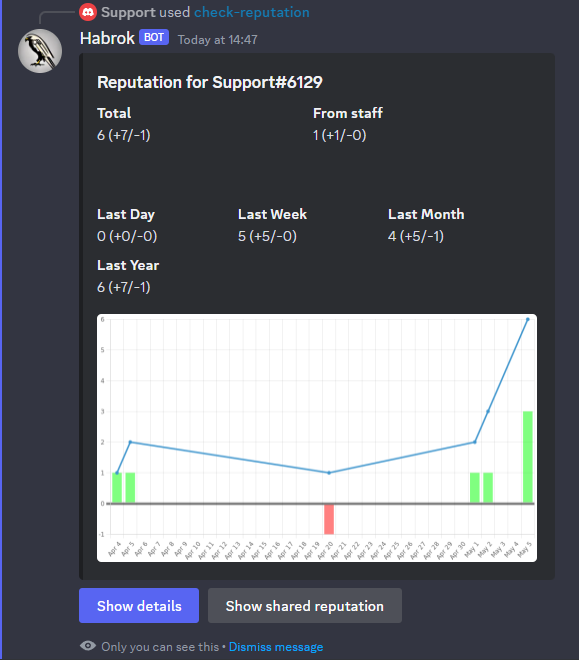 Support used check-reputation
Habrok BOT Today at 14:47
Reputation for Support#6129
Total From staff
6 (+7/-1) 1 (+1/-0)
Last Day Last Week Last Month
0 (+0/-0) 5 (+5/-0) 4 (+5/-1)
Last Year
6 (+7/-1)
6
5
4
3
2
1
0
-1
Apr 4 Apr 5 Apr 6 Apr 7 Apr 8 Apr 9 Apr 10 Apr 11 Apr 12 Apr 13 Apr 14 Apr 15 Apr 16 Apr 17 Apr 18 Apr 19 Apr 20 Apr 21 Apr 22 Apr 23 Apr 24 Apr 25 Apr 26 Apr 27 Apr 28 Apr 29 Apr 30 May 1 May 2 May 3 May 4 May 5
Show details Show shared reputation
Only you can see this • Dismiss message